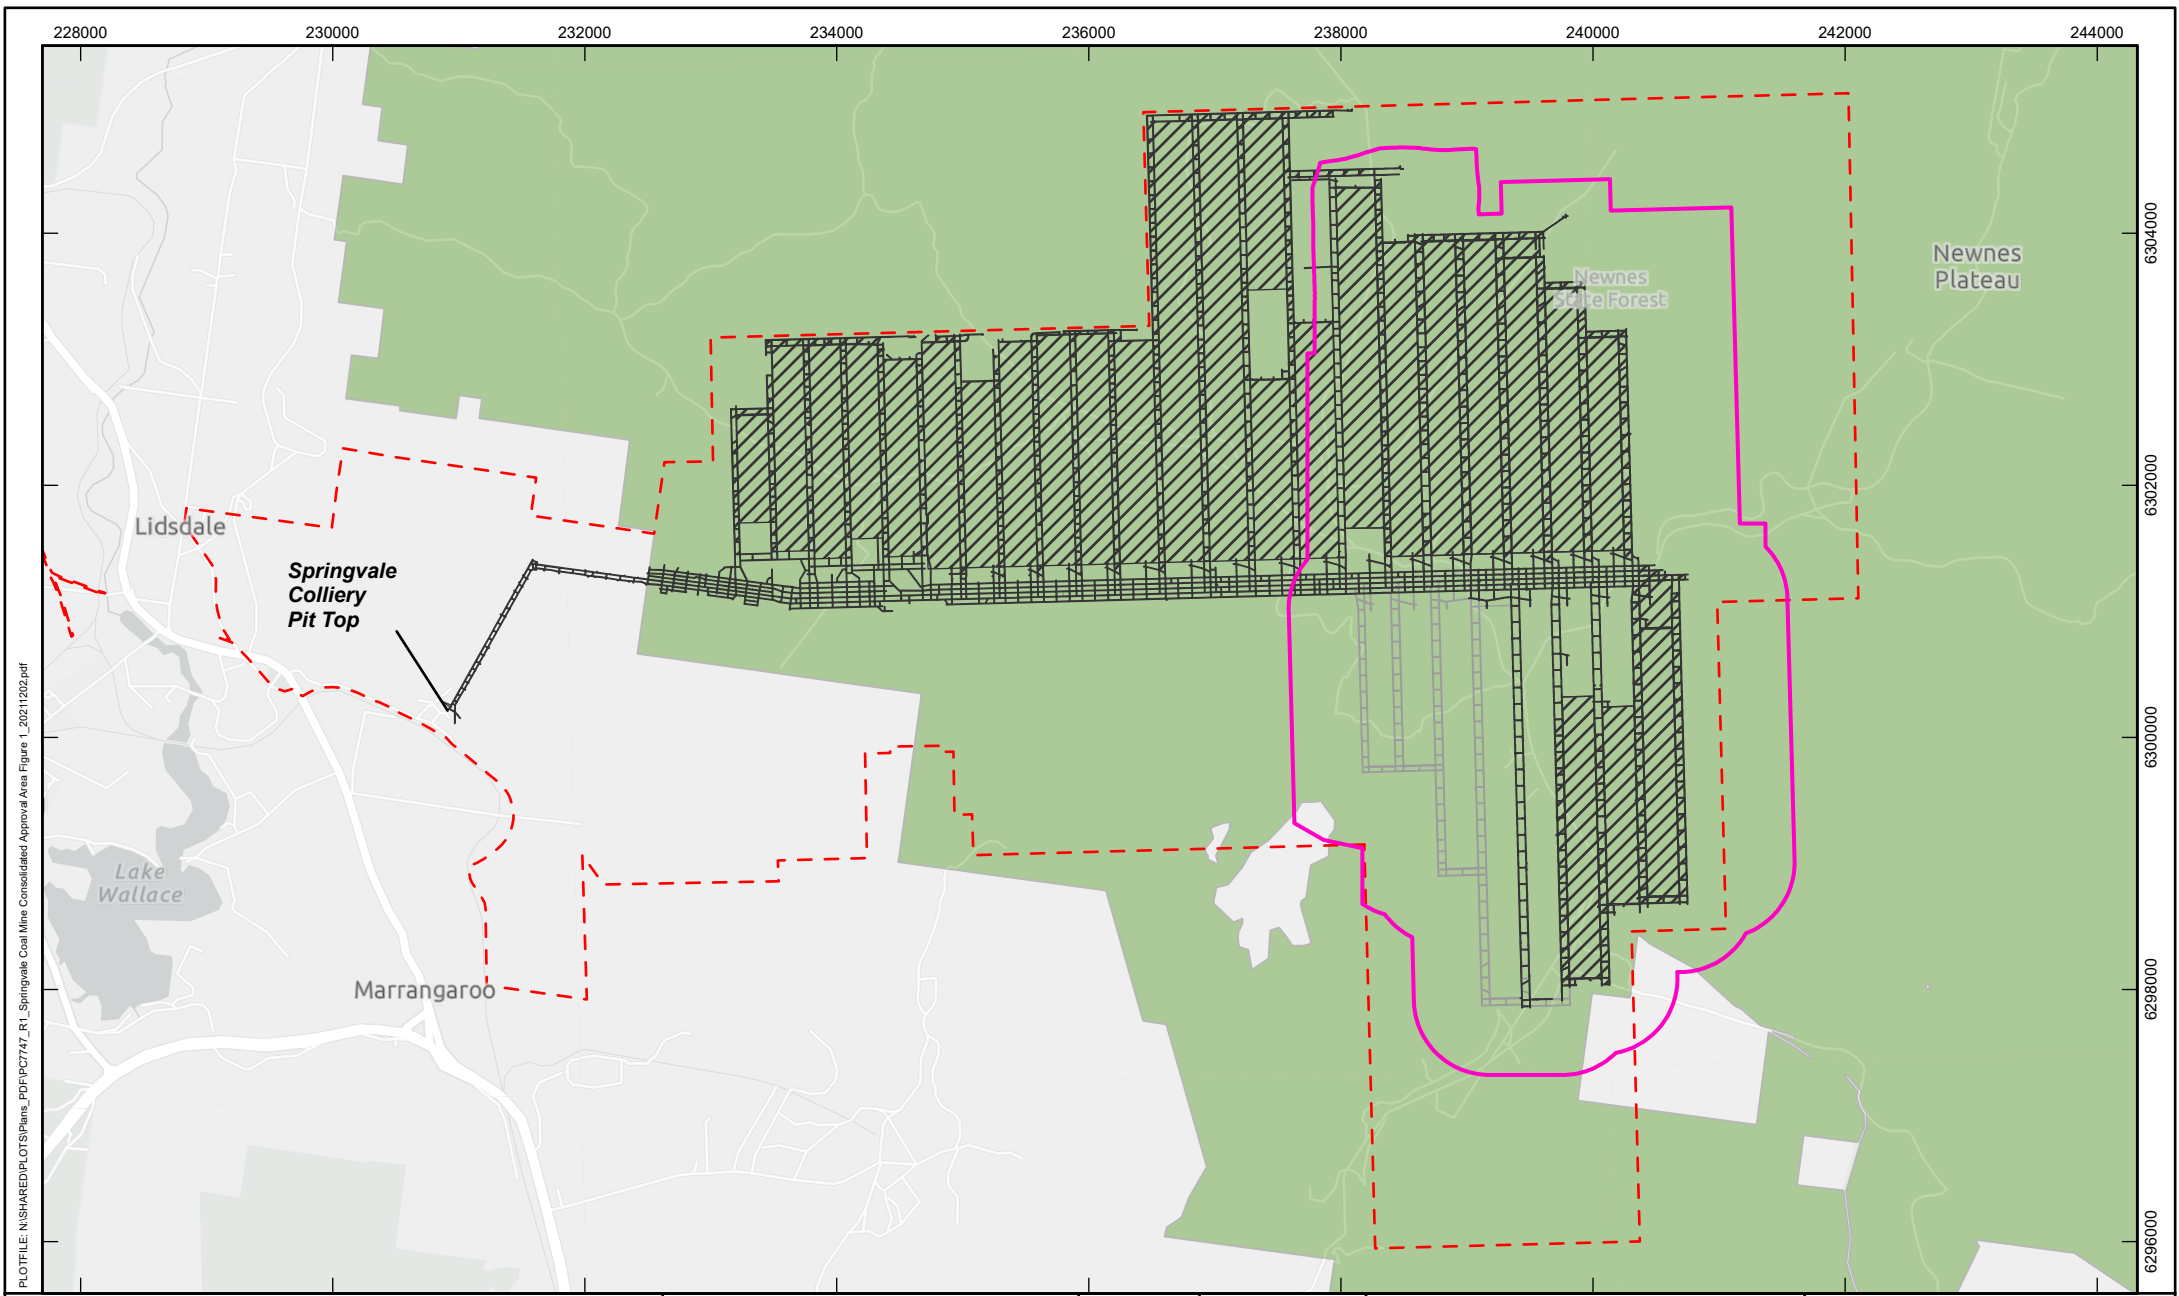 228000 230000 232000 234000 236000 238000 240000 242000 244000
6304000
Newnes
Plateau
Newnes
State Forest
6302000
Lidsdale
Springvale
Colliery
Pit Top
6300000
Lake
Wallace
Marrangaroo
6298000
6296000
PLOTFILE: N:\SHARED\PLOTS\Plans_PDF\PC7747_R1_Springvale Coal Mine Consolidated Approval Area Figure 1_20211202.pdf